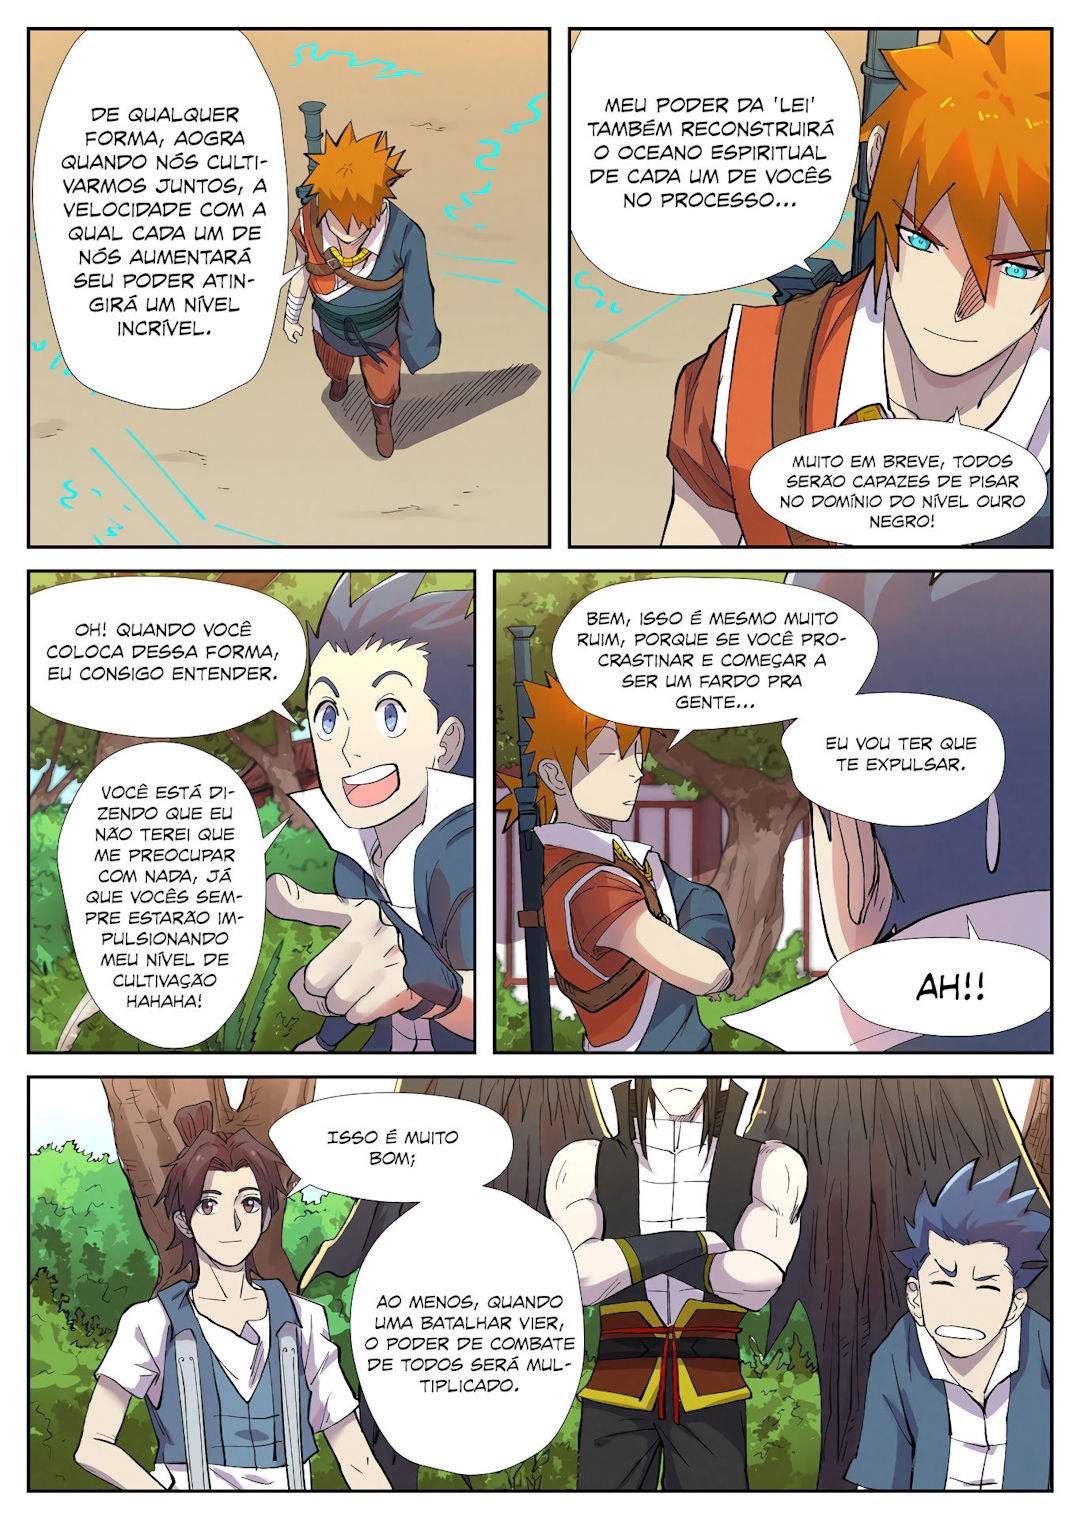 DE QUALQUER
FORMA, AOGRA
QUANDO NÓS CULTI-
VARMOS JUNTOS, A
VELOCIDADE COM A
QUAL CADA UM DE
NÓS AUMENTARÁ
SEU PODER ATIN-
GIRÁ UM NÍVEL
INCRÍVEL.
MEU PODER DA 'LEI'
TAMBÉM RECONSTRUIRÁ
O OCEANO ESPIRITUAL
DE CADA UM DE VOCÊS
NO PROCESSO...
MUITO EM BREVE, TODOS
SERÃO CAPAZES DE PISAR
NO DOMÍNIO DO NÍVEL OURO
NEGRO!
OH! QUANDO VOCÊ
COLOCA DESSA FORMA,
EU CONSIGO ENTENDER.
VOCÊ ESTÁ DI-
ZENDO QUE EU
NÃO TEREI QUE
ME PREOCUPAR
COM NADA, JÁ
QUE VOCÊS SEM-
PRE ESTARÃO IM-
PULSIONANDO
MEU NÍVEL DE
CULTIVAÇÃO
HAHAHA!
BEM, ISSO É MESMO MUITO
RUIM, PORQUE SE VOCÊ PRO-
CRASTINAR E COMEÇAR A
SER UM FARDO PRA
GENTE...
EU VOU TER QUE
TE EXPULSAR.
AH!!
ISSO É MUITO
BOM;
AO MENOS, QUANDO
UMA BATALHAR VIER,
O PODER DE COMBATE
DE TODOS SERÁ MUL-
TIPLICADO.